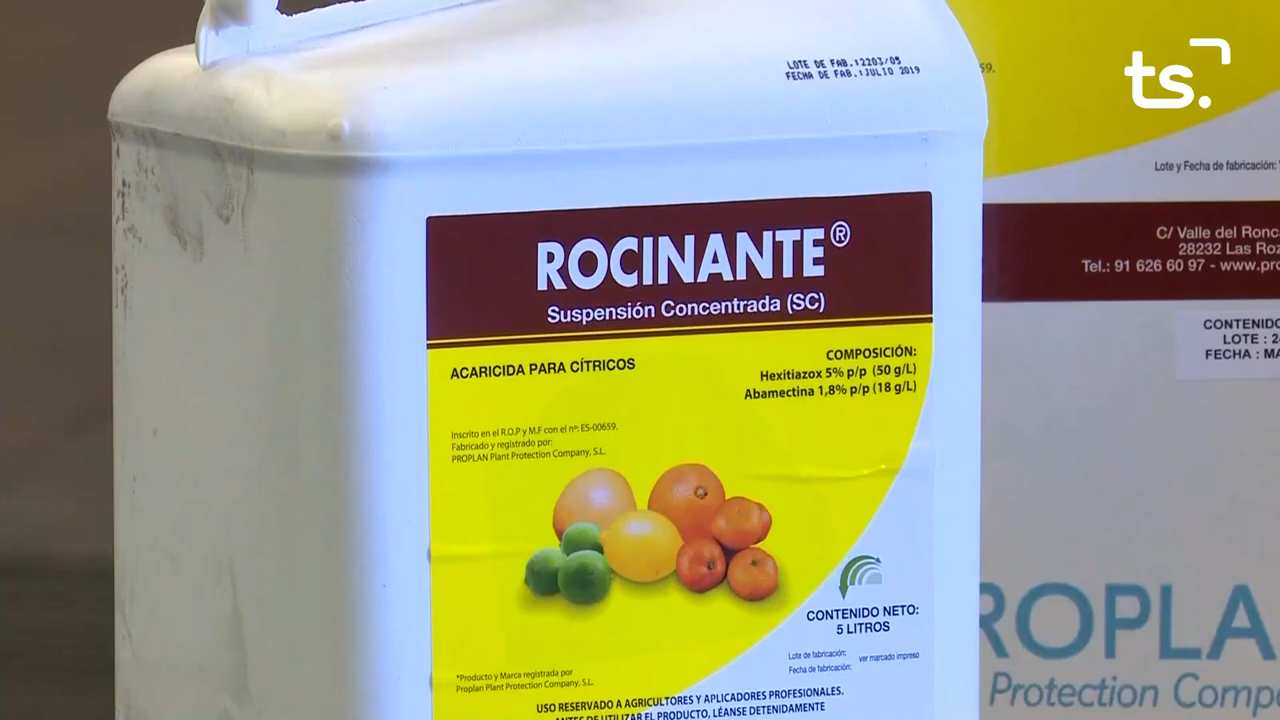 ts.
LOTE DE FAB.:2203/05
FECHA DE FAB.:JULIO 2019
59.
ROCINANTE®
Suspensión Concentrada (SC)
ACARICIDA PARA CÍTRICOS
COMPOSICIÓN:
Hexitiazox 5% p/p (50 g/L)
Abamectina 1,8% p/p (18 g/L)
Inscrito en el R.O.P y M.F con el nº: ES-00659.
Fabricado y registrado por:
PROPLAN Plant Protection Company, S.L.
CONTENIDO NETO:
5 LITROS
Lote de fabricación:
Fecha de fabricación:
ver marcado impreso
*Producto y Marca registrada por
Proplan Plant Protection Company, S.L.
USO RESERVADO A AGRICULTORES Y APLICADORES PROFESIONALES.
ANTES DE UTILIZAR EL PRODUCTO, LÉANSE DETENIDAMENTE
Lote y Fecha de fabricación:
C/ Valle del Ronc
28232 Las Roz
Tel.: 91 626 60 97 - www.pro
CONTENIDO
LOTE : 2
FECHA : MA
ROPLA
Protection Compa